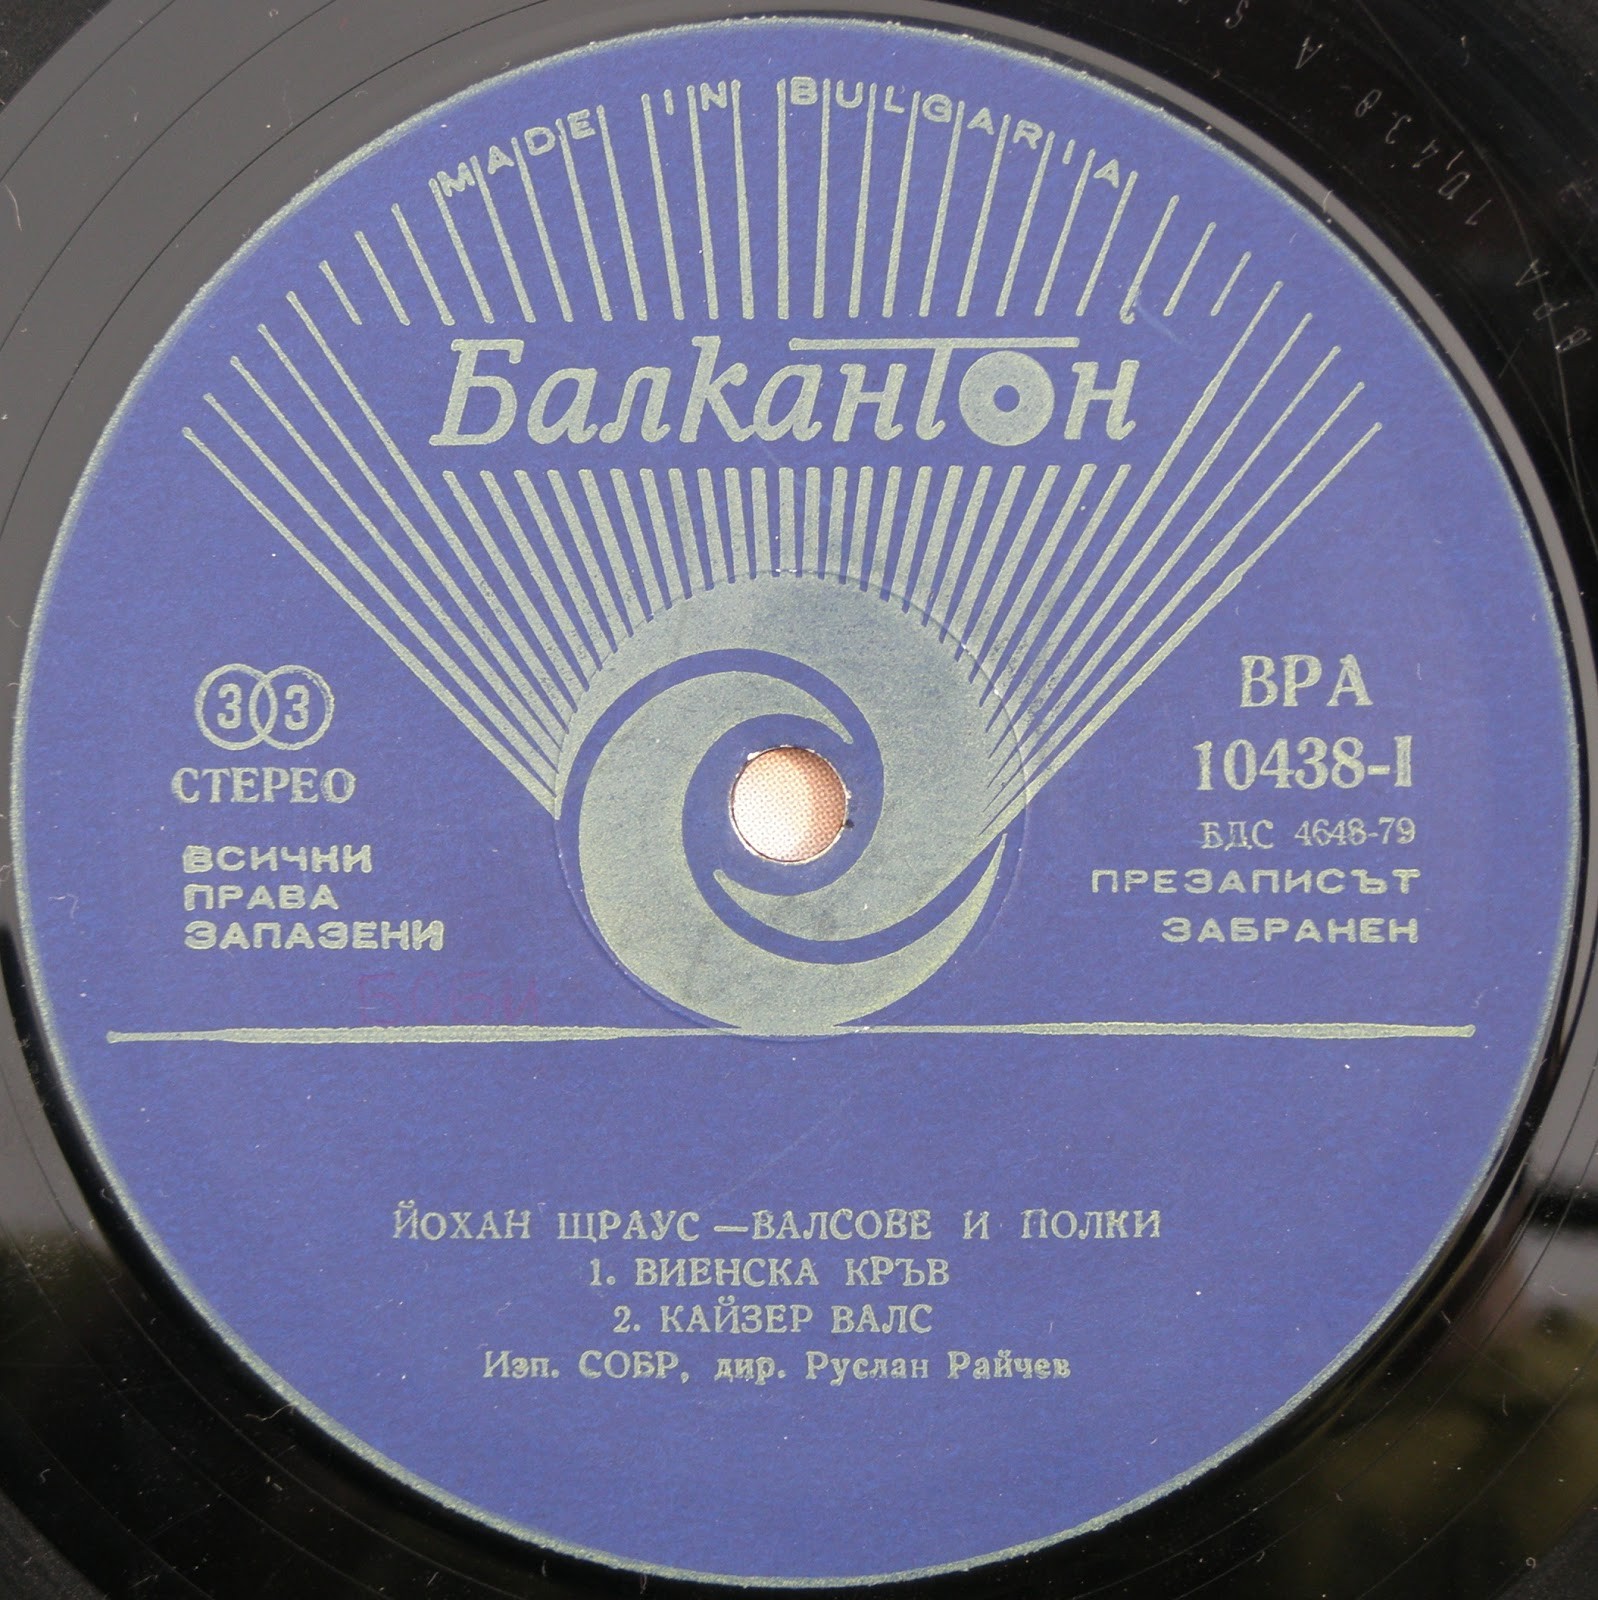 MADE IN BULGARIA
Балкантон
33
СТЕРЕО
ВСИЧНИ
ПРАВА
ЗАПАЗЕНИ
ВРА
10438-I
БДС 4648-79
ПРЕЗАПИСЪТ
ЗАБРАНЕН
ЙОХАН ЩРАУС — ВАЛСОВЕ И ПОЛКИ
1. ВИЕНСКА КРЪВ
2. КАЙЗЕР ВАЛС
Изп. СОБР, дир. Руслан Райчев